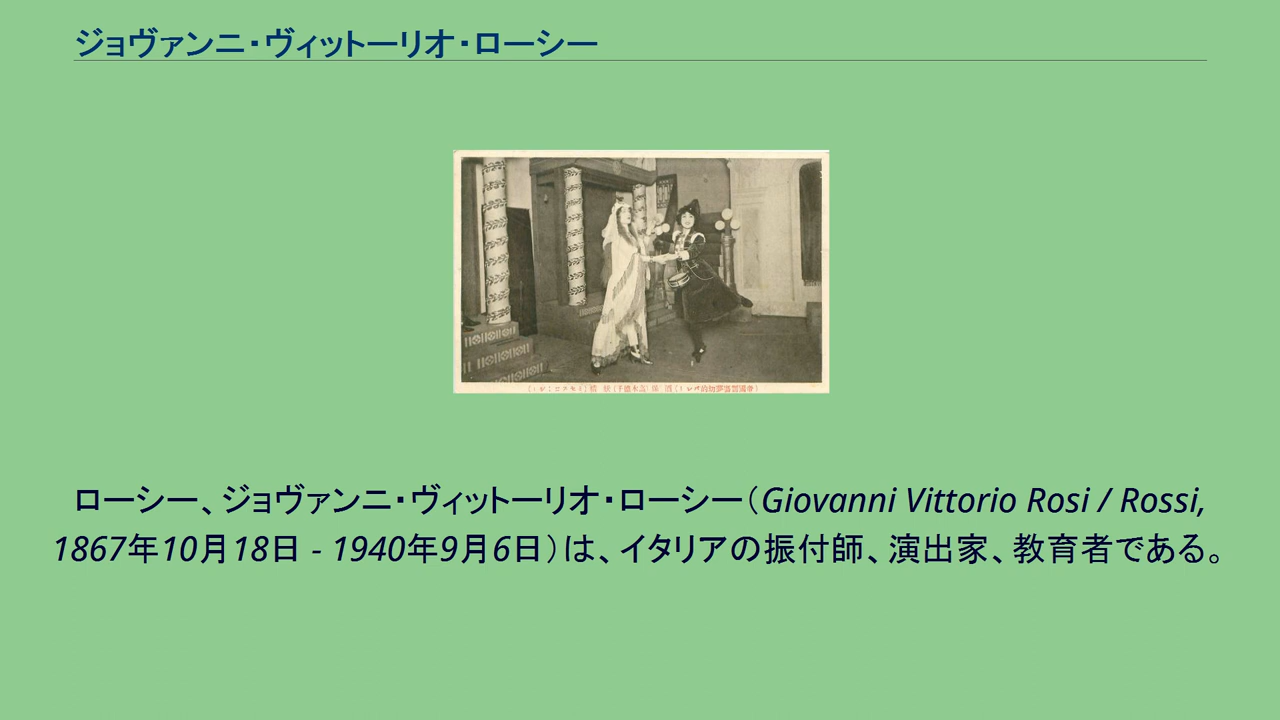 ジョヴァンニ・ヴィットーリオ・ローシー
ローシー、ジョヴァンニ・ヴィットーリオ・ローシー（Giovanni Vittorio Rosi / Rossi,
1867年10月18日 - 1940年9月6日）は、イタリアの振付師、演出家、教育者である。